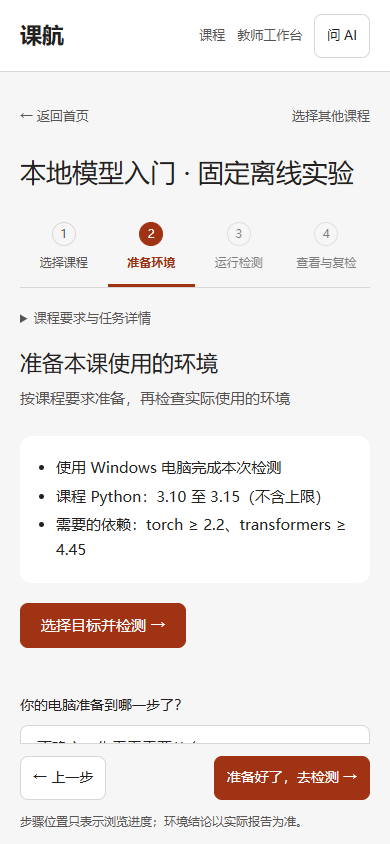 课航
课程 教师工作台 问 AI
← 返回首页 选择其他课程
本地模型入门 · 固定离线实验
1 2 3 4
选择课程 准备环境 运行检测 查看与复检
▶ 课程要求与任务详情
准备本课使用的环境
按课程要求准备，再检查实际使用的环境
• 使用 Windows 电脑完成本次检测
• 课程 Python：3.10 至 3.15（不含上限）
• 需要的依赖：torch ≥ 2.2、transformers ≥
4.45
选择目标并检测 →
你的电脑准备到哪一步了？
← 上一步 准备好了，去检测 →
步骤位置只表示浏览进度；环境结论以实际报告为准。